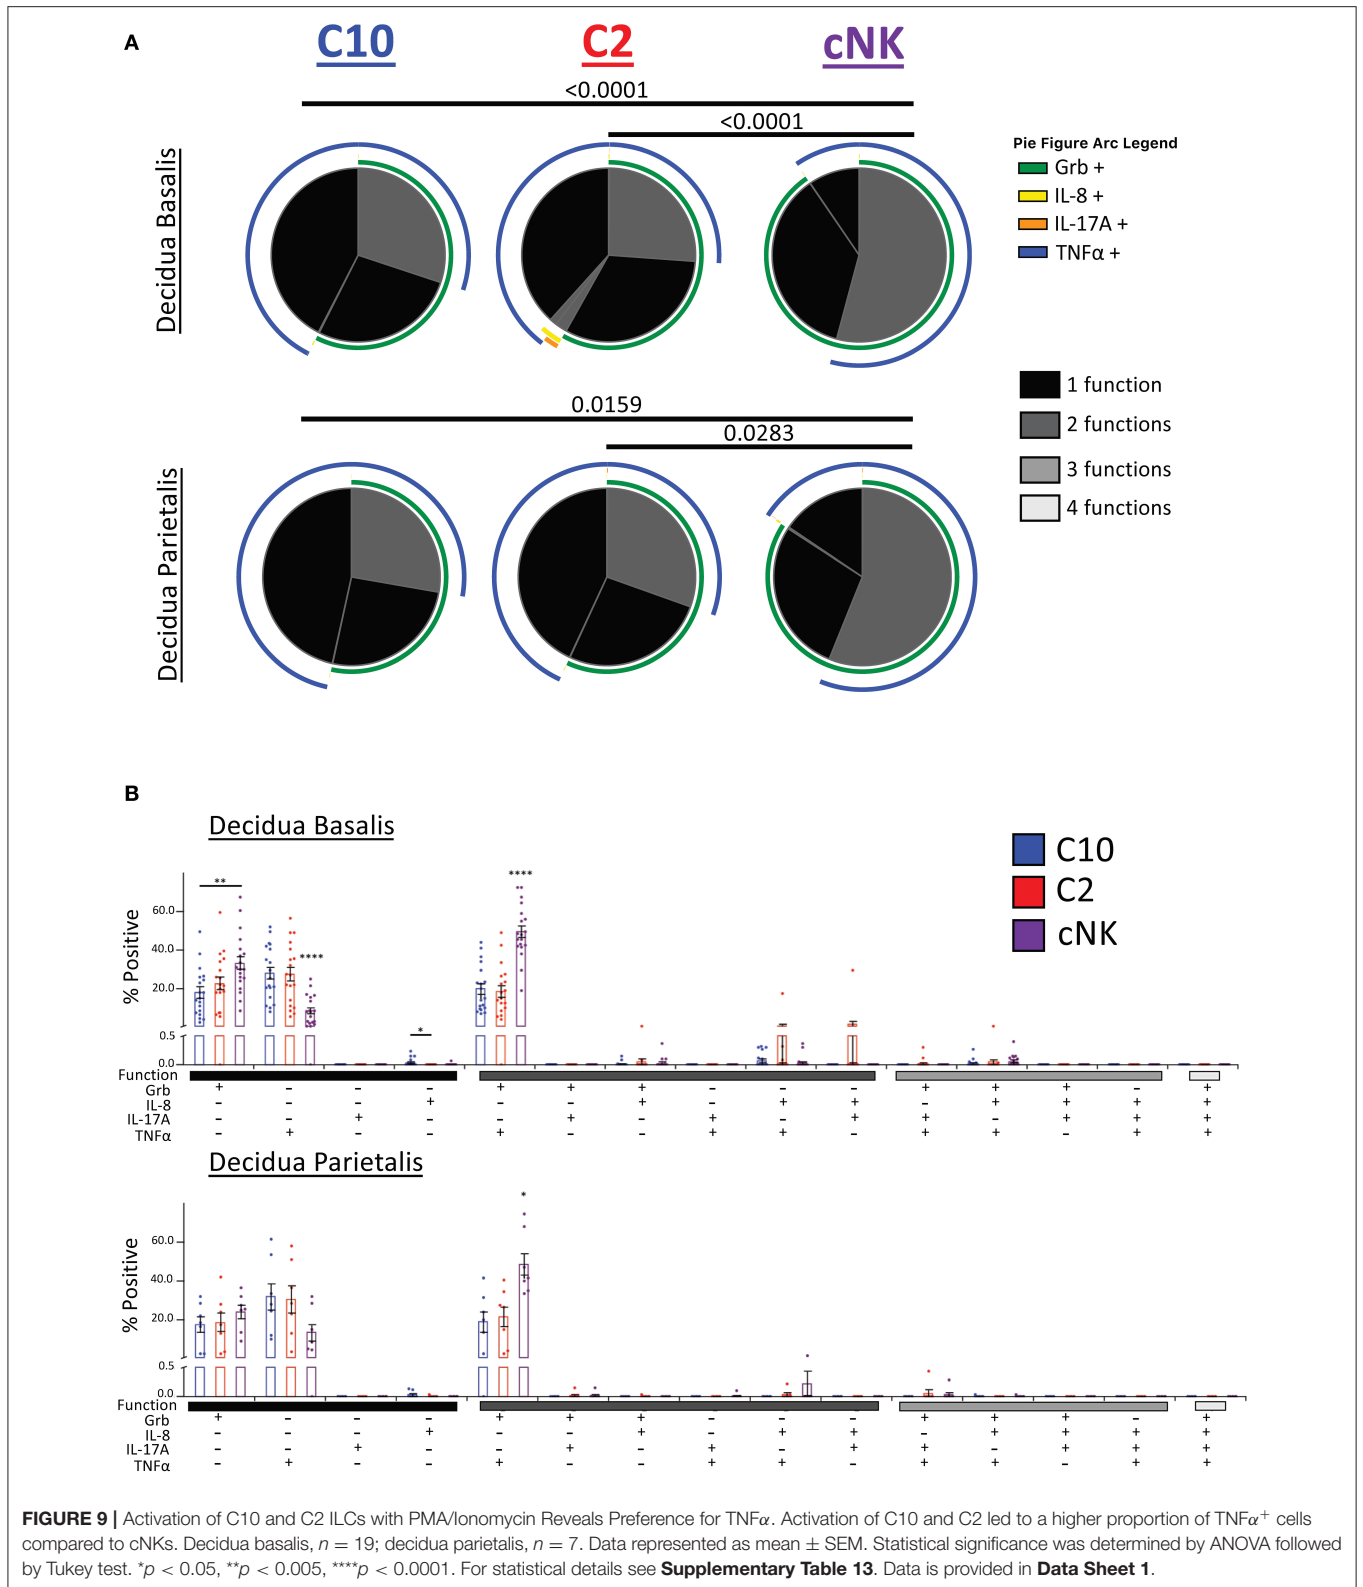 A
C10 C2 cNK
<0.0001
<0.0001
Decidua Basalis
Pie Figure Arc Legend
Grb +
IL-8 +
IL-17A +
TNFα +
1 function
2 functions
3 functions
4 functions
0.0159
0.0283
Decidua Parietalis
B
Decidua Basalis
C10
C2
cNK
% Positive
60.0
40.0
20.0
0.5
0.0
** **** * ****
Function
Grb + – – – + + + – – – + + + – +
IL-8 – – – + – – + – + + – + + + +
IL-17A – – + – – + – + – + + – + + +
TNFα – + – – + – – + + – + + – + +
Decidua Parietalis
% Positive
60.0
40.0
20.0
0.5
0.0
*
Function
Grb + – – – + + + – – – + + + – +
IL-8 – – – + – – + – + + – + + + +
IL-17A – – + – – + – + – + + – + + +
TNFα – + – – + – – + + – + + – + +
FIGURE 9 | Activation of C10 and C2 ILCs with PMA/Ionomycin Reveals Preference for TNFα. Activation of C10 and C2 led to a higher proportion of TNFα+ cells
compared to cNKs. Decidua basalis, n = 19; decidua parietalis, n = 7. Data represented as mean ± SEM. Statistical significance was determined by ANOVA followed
by Tukey test. *p < 0.05, **p < 0.005, ****p < 0.0001. For statistical details see Supplementary Table 13. Data is provided in Data Sheet 1.